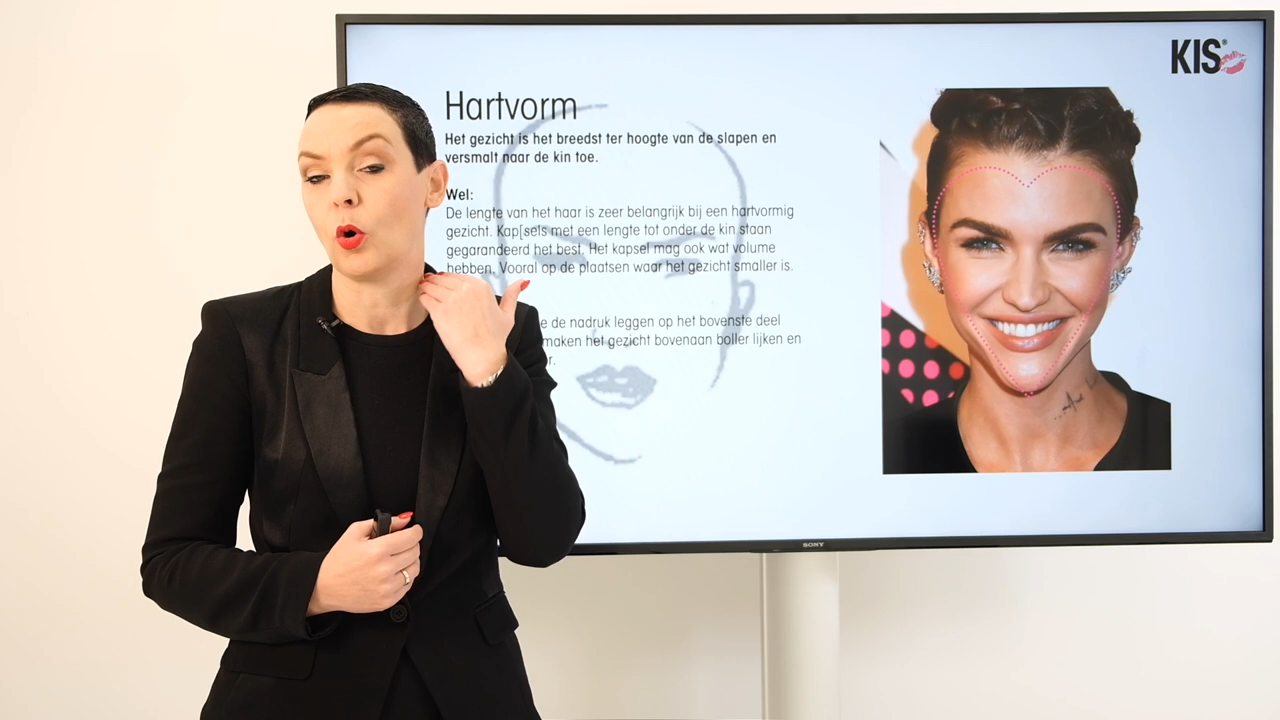 KIS®
Hartvorm
Het gezicht is het breedst ter hoogte van de slapen en
versmalt naar de kin toe.
Wel:
De lengte van het haar is zeer belangrijk bij een hartvormig
gezicht. Kap[sels met een lengte tot onder de kin staan
gegarandeerd het best. Het kapsel mag ook wat volume
hebben. Vooral op de plaatsen waar het gezicht smaller is.
de nadruk leggen op het bovenste deel
maken het gezicht bovenaan boller lijken en
SONY